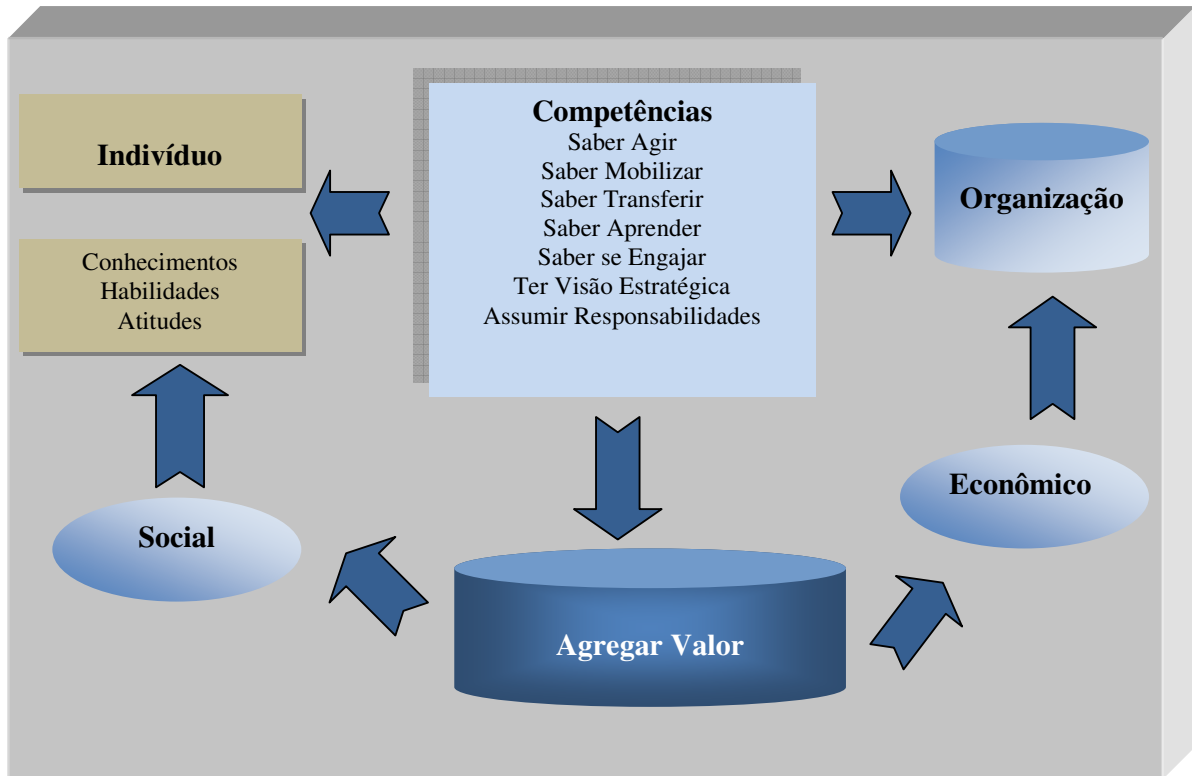 Indivíduo
Conhecimentos
Habilidades
Atitudes
Competências
Saber Agir
Saber Mobilizar
Saber Transferir
Saber Aprender
Saber se Engajar
Ter Visão Estratégica
Assumir Responsabilidades
Organização
Social
Econômico
Agregar Valor